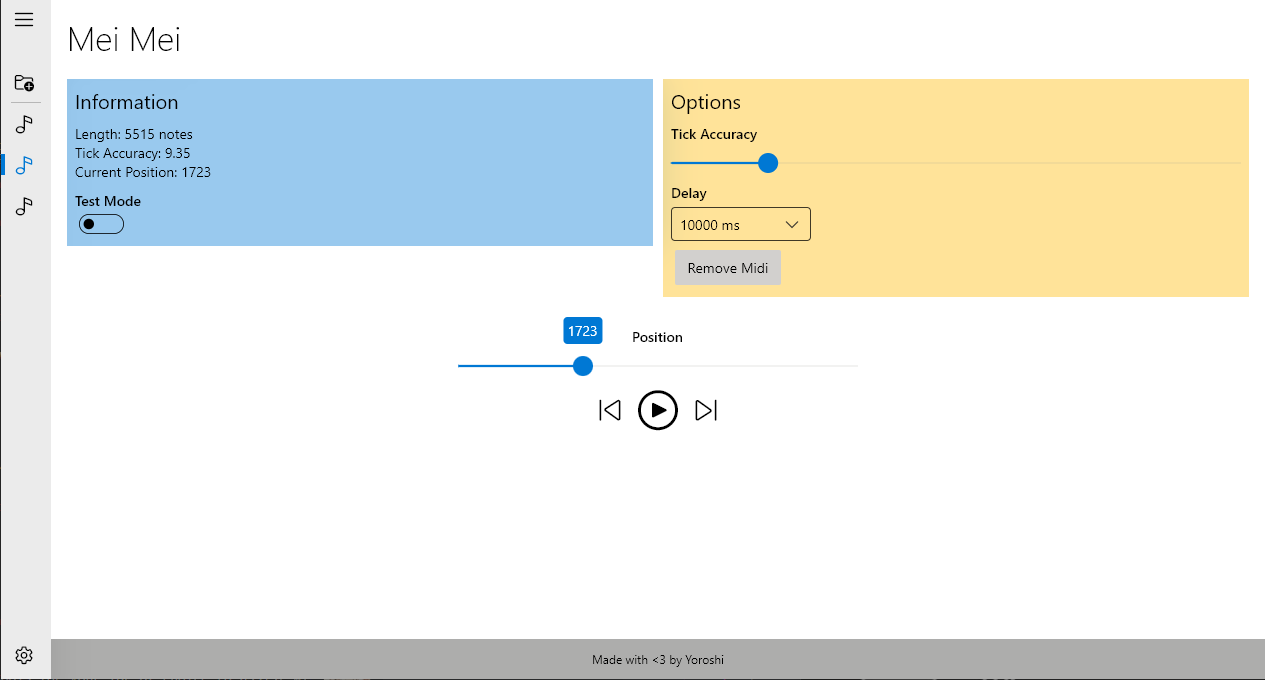 Mei Mei
Information
Length: 5515 notes
Tick Accuracy: 9.35
Current Position: 1723
Test Mode
Options
Tick Accuracy
Delay
10000 ms
Remove Midi
1723
Position
Made with <3 by Yoroshi